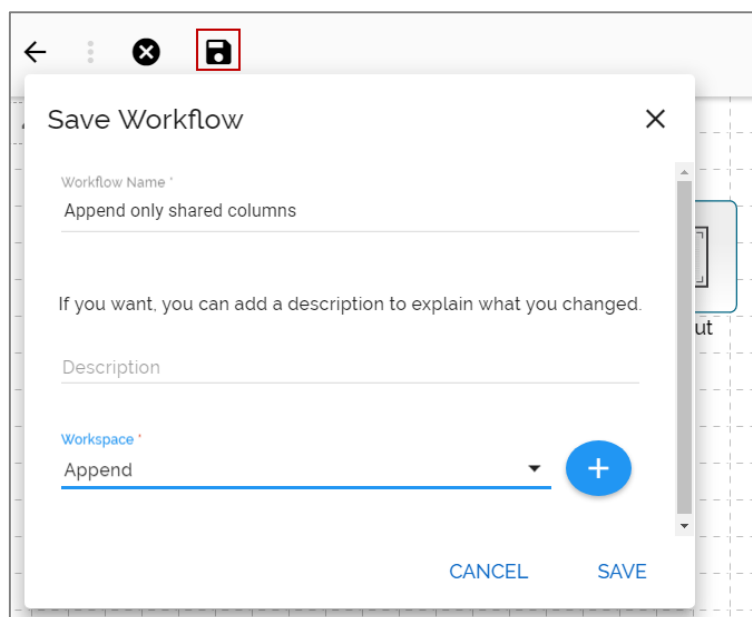 Save Workflow
Workflow Name *
Append only shared columns
If you want, you can add a description to explain what you changed.
ut
Description
Workspace *
Append
CANCEL SAVE